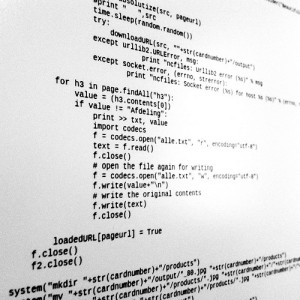 solutize(src, pageurl)
"print " ",src
time.sleep(random.random())
try:
downloadURL(src, ""+str(cardnumber)+"/output")
except urllib2.URLError, msg:
print "ncfiles: Urllib2 error (%s)" % msg
except socket.error, (errno, strerror):
print "ncfiles: Socket error (%s) for host %s (%s)" % (errno,
for h3 in page.findAll("h3"):
value = (h3.contents[0])
if value != "Afdeling":
print >> txt, value
import codecs
f = codecs.open("alle.txt", "r", encoding="utf-8")
text = f.read()
f.close()
# open the file again for writing
f = codecs.open("alle.txt", "w", encoding="utf-8")
f.write(value+"\n")
# write the original contents
f.write(text)
f.close()
loadedURL[pageurl] = True
f.close()
f2.close()
system("mkdir "+str(cardnumber)+"/products")
system("mv "+str(cardnumber)+"/output/*.jpg "+str(cardnumber)+"/products")